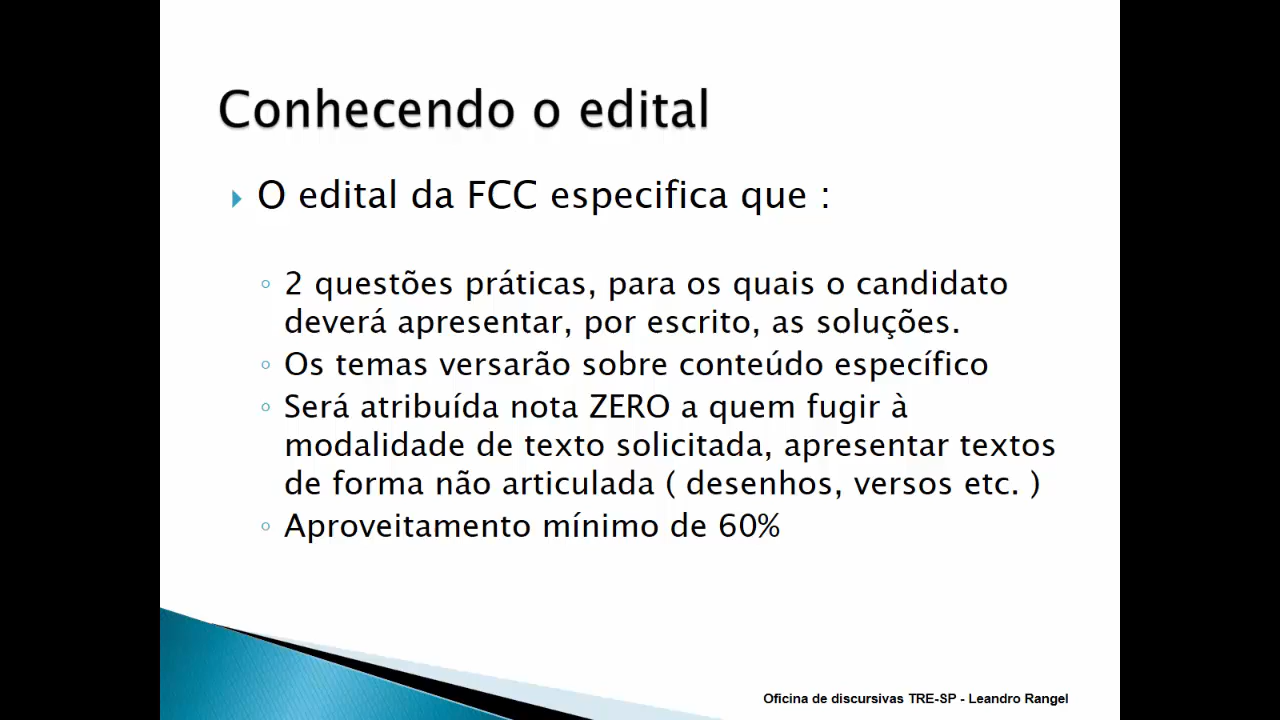 Conhecendo o edital
O edital da FCC especifica que :
2 questões práticas, para os quais o candidato
deverá apresentar, por escrito, as soluções.
Os temas versarão sobre conteúdo específico
Será atribuída nota ZERO a quem fugir à
modalidade de texto solicitada, apresentar textos
de forma não articulada ( desenhos, versos etc. )
Aproveitamento mínimo de 60%
Oficina de discursivas TRE-SP - Leandro Rangel